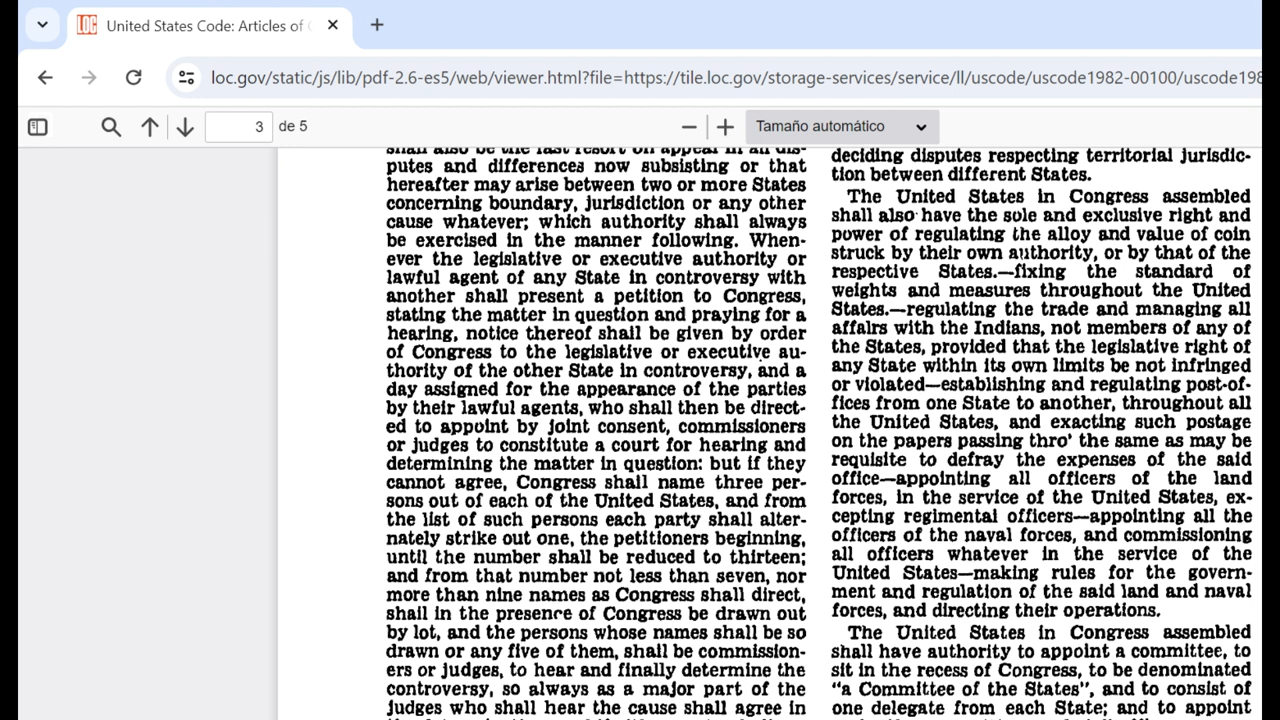 United States Code: Articles of
loc.gov/static/js/lib/pdf-2.6-es5/web/viewer.html?file=https://tile.loc.gov/storage-services/service/ll/uscode/uscode1982-00100/uscode198
3 de 5
Tamaño automático
shall also be the last resort on appeal in all dis-
putes and differences now subsisting or that
hereafter may arise between two or more States
concerning boundary, jurisdiction or any other
cause whatever; which authority shall always
be exercised in the manner following. When-
ever the legislative or executive authority or
lawful agent of any State in controversy with
another shall present a petition to Congress,
stating the matter in question and praying for a
hearing, notice thereof shall be given by order
of Congress to the legislative or executive au-
thority of the other State in controversy, and a
day assigned for the appearance of the parties
by their lawful agents, who shall then be direct-
ed to appoint by joint consent, commissioners
or judges to constitute a court for hearing and
determining the matter in question: but if they
cannot agree, Congress shall name three per-
sons out of each of the United States, and from
the list of such persons each party shall alter-
nately strike out one, the petitioners beginning,
until the number shall be reduced to thirteen;
and from that number not less than seven, nor
more than nine names as Congress shall direct,
shall in the presence of Congress be drawn out
by lot, and the persons whose names shall be so
drawn or any five of them, shall be commission-
ers or judges, to hear and finally determine the
controversy, so always as a major part of the
judges who shall hear the cause shall agree in
deciding disputes respecting territorial jurisdic-
tion between different States.
The United States in Congress assembled
shall also have the sole and exclusive right and
power of regulating the alloy and value of coin
struck by their own authority, or by that of the
respective States.—fixing the standard of
weights and measures throughout the United
States.—regulating the trade and managing all
affairs with the Indians, not members of any of
the States, provided that the legislative right of
any State within its own limits be not infringed
or violated—establishing and regulating post-of-
fices from one State to another, throughout all
the United States, and exacting such postage
on the papers passing thro' the same as may be
requisite to defray the expenses of the said
office—appointing all officers of the land
forces, in the service of the United States, ex-
cepting regimental officers—appointing all the
officers of the naval forces, and commissioning
all officers whatever in the service of the
United States—making rules for the govern-
ment and regulation of the said land and naval
forces, and directing their operations.
The United States in Congress assembled
shall have authority to appoint a committee, to
sit in the recess of Congress, to be denominated
"a Committee of the States", and to consist of
one delegate from each State; and to appoint